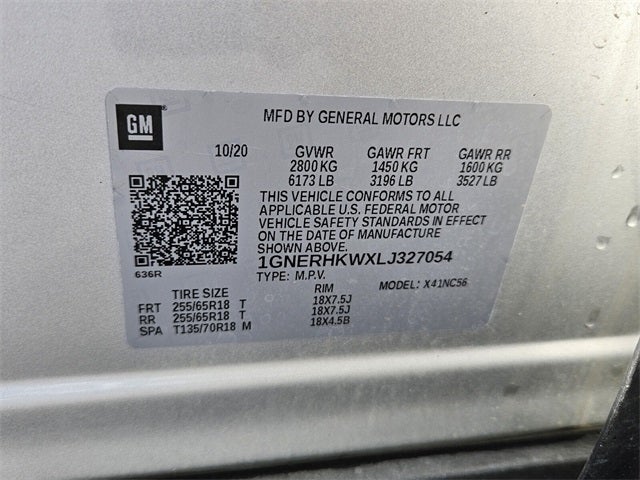 GM
®
MFD BY GENERAL MOTORS LLC
10/20 GVWR GAWR FRT GAWR RR
2800 KG 1450 KG 1600 KG
6173 LB 3196 LB 3527 LB
THIS VEHICLE CONFORMS TO ALL
APPLICABLE U.S. FEDERAL MOTOR
VEHICLE SAFETY STANDARDS IN EFFECT
ON THE DATE OF MANUFACTURE
SHOWN ABOVE.
1GNERHKWXLJ327054
636R
TYPE: M.P.V. MODEL: X41NC56
TIRE SIZE RIM
FRT 255/65R18 T 18X7.5J
RR 255/65R18 T 18X7.5J
SPA T135/70R18 M 18X4.5B